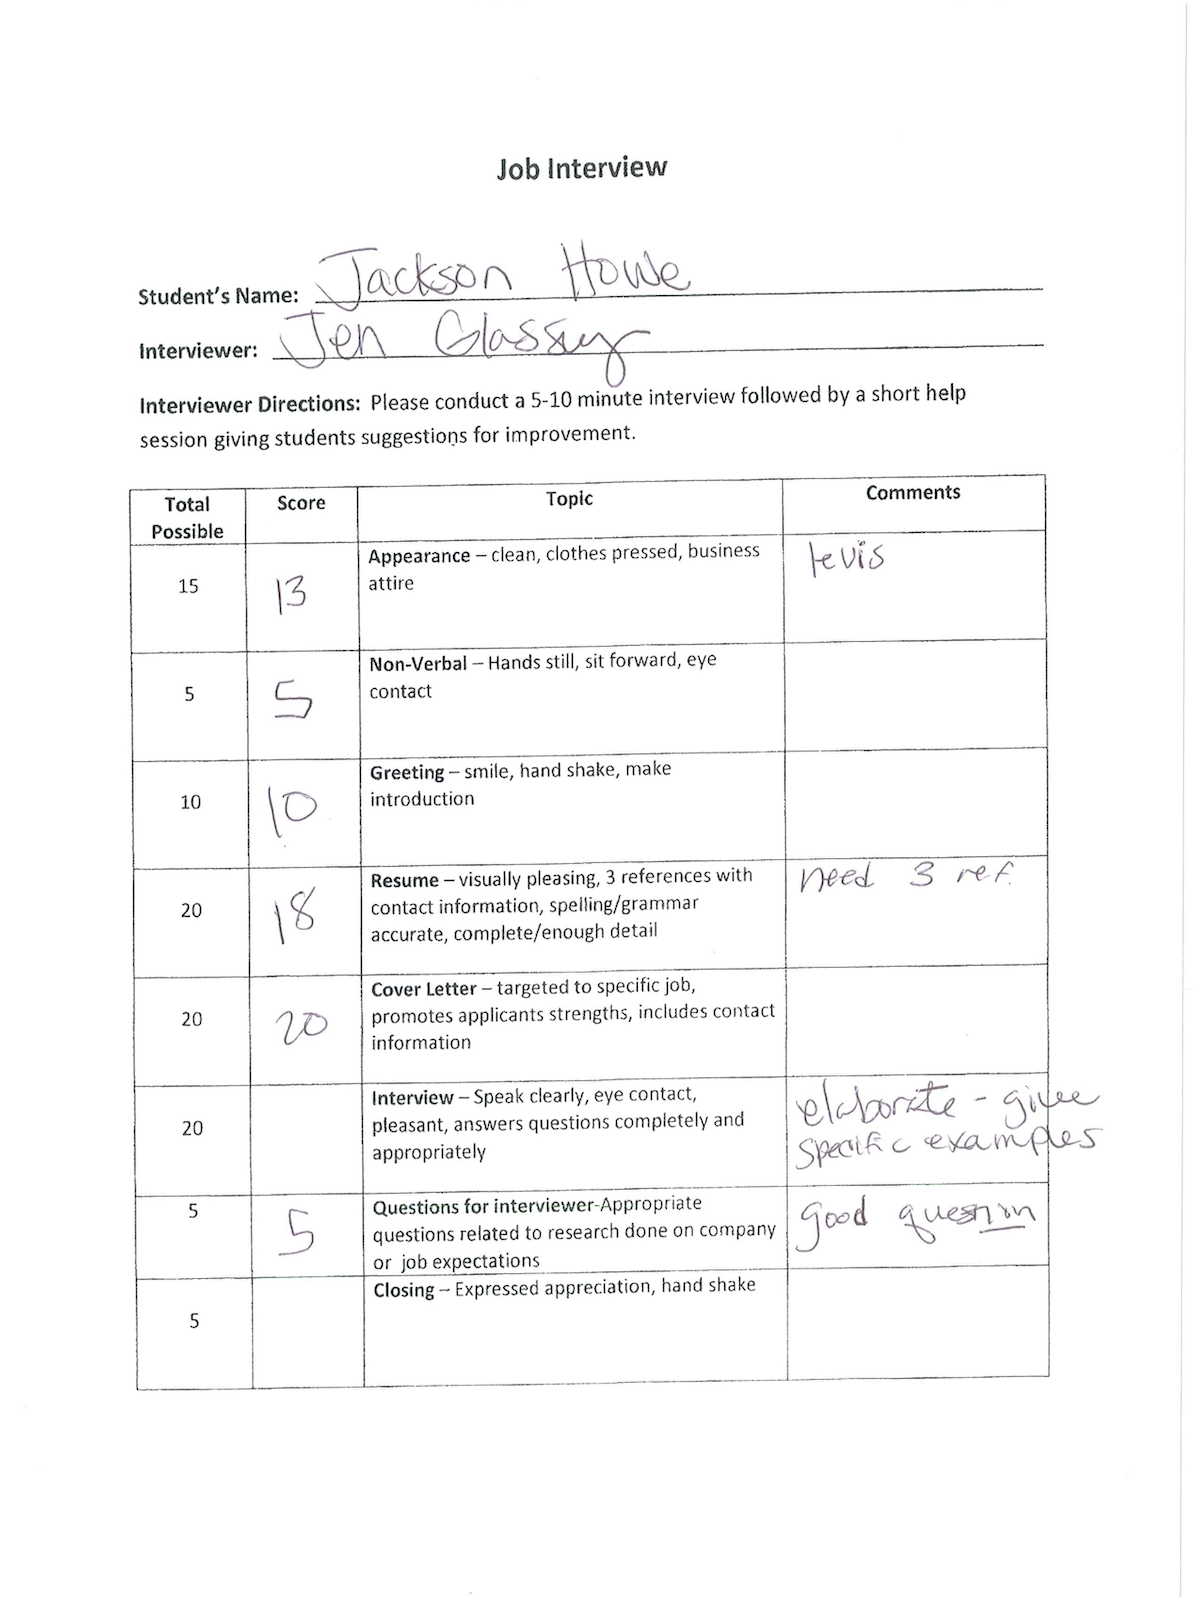 Job Interview
Student's Name: Jackson Howe
Interviewer: Jen Glassey
Interviewer Directions: Please conduct a 5-10 minute interview followed by a short help
session giving students suggestions for improvement.
Total Possible Score Topic Comments
15 13 Appearance – clean, clothes pressed, business levis
attire
5 5 Non-Verbal – Hands still, sit forward, eye
contact
10 10 Greeting – smile, hand shake, make
introduction
20 18 Resume – visually pleasing, 3 references with need 3 ref.
contact information, spelling/grammar
accurate, complete/enough detail
20 20 Cover Letter – targeted to specific job,
promotes applicants strengths, includes contact
information
20 Interview – Speak clearly, eye contact, elaborate - give
pleasant, answers questions completely and specific examples
appropriately
5 5 Questions for interviewer-Appropriate good question
questions related to research done on company
or job expectations
5 Closing – Expressed appreciation, hand shake